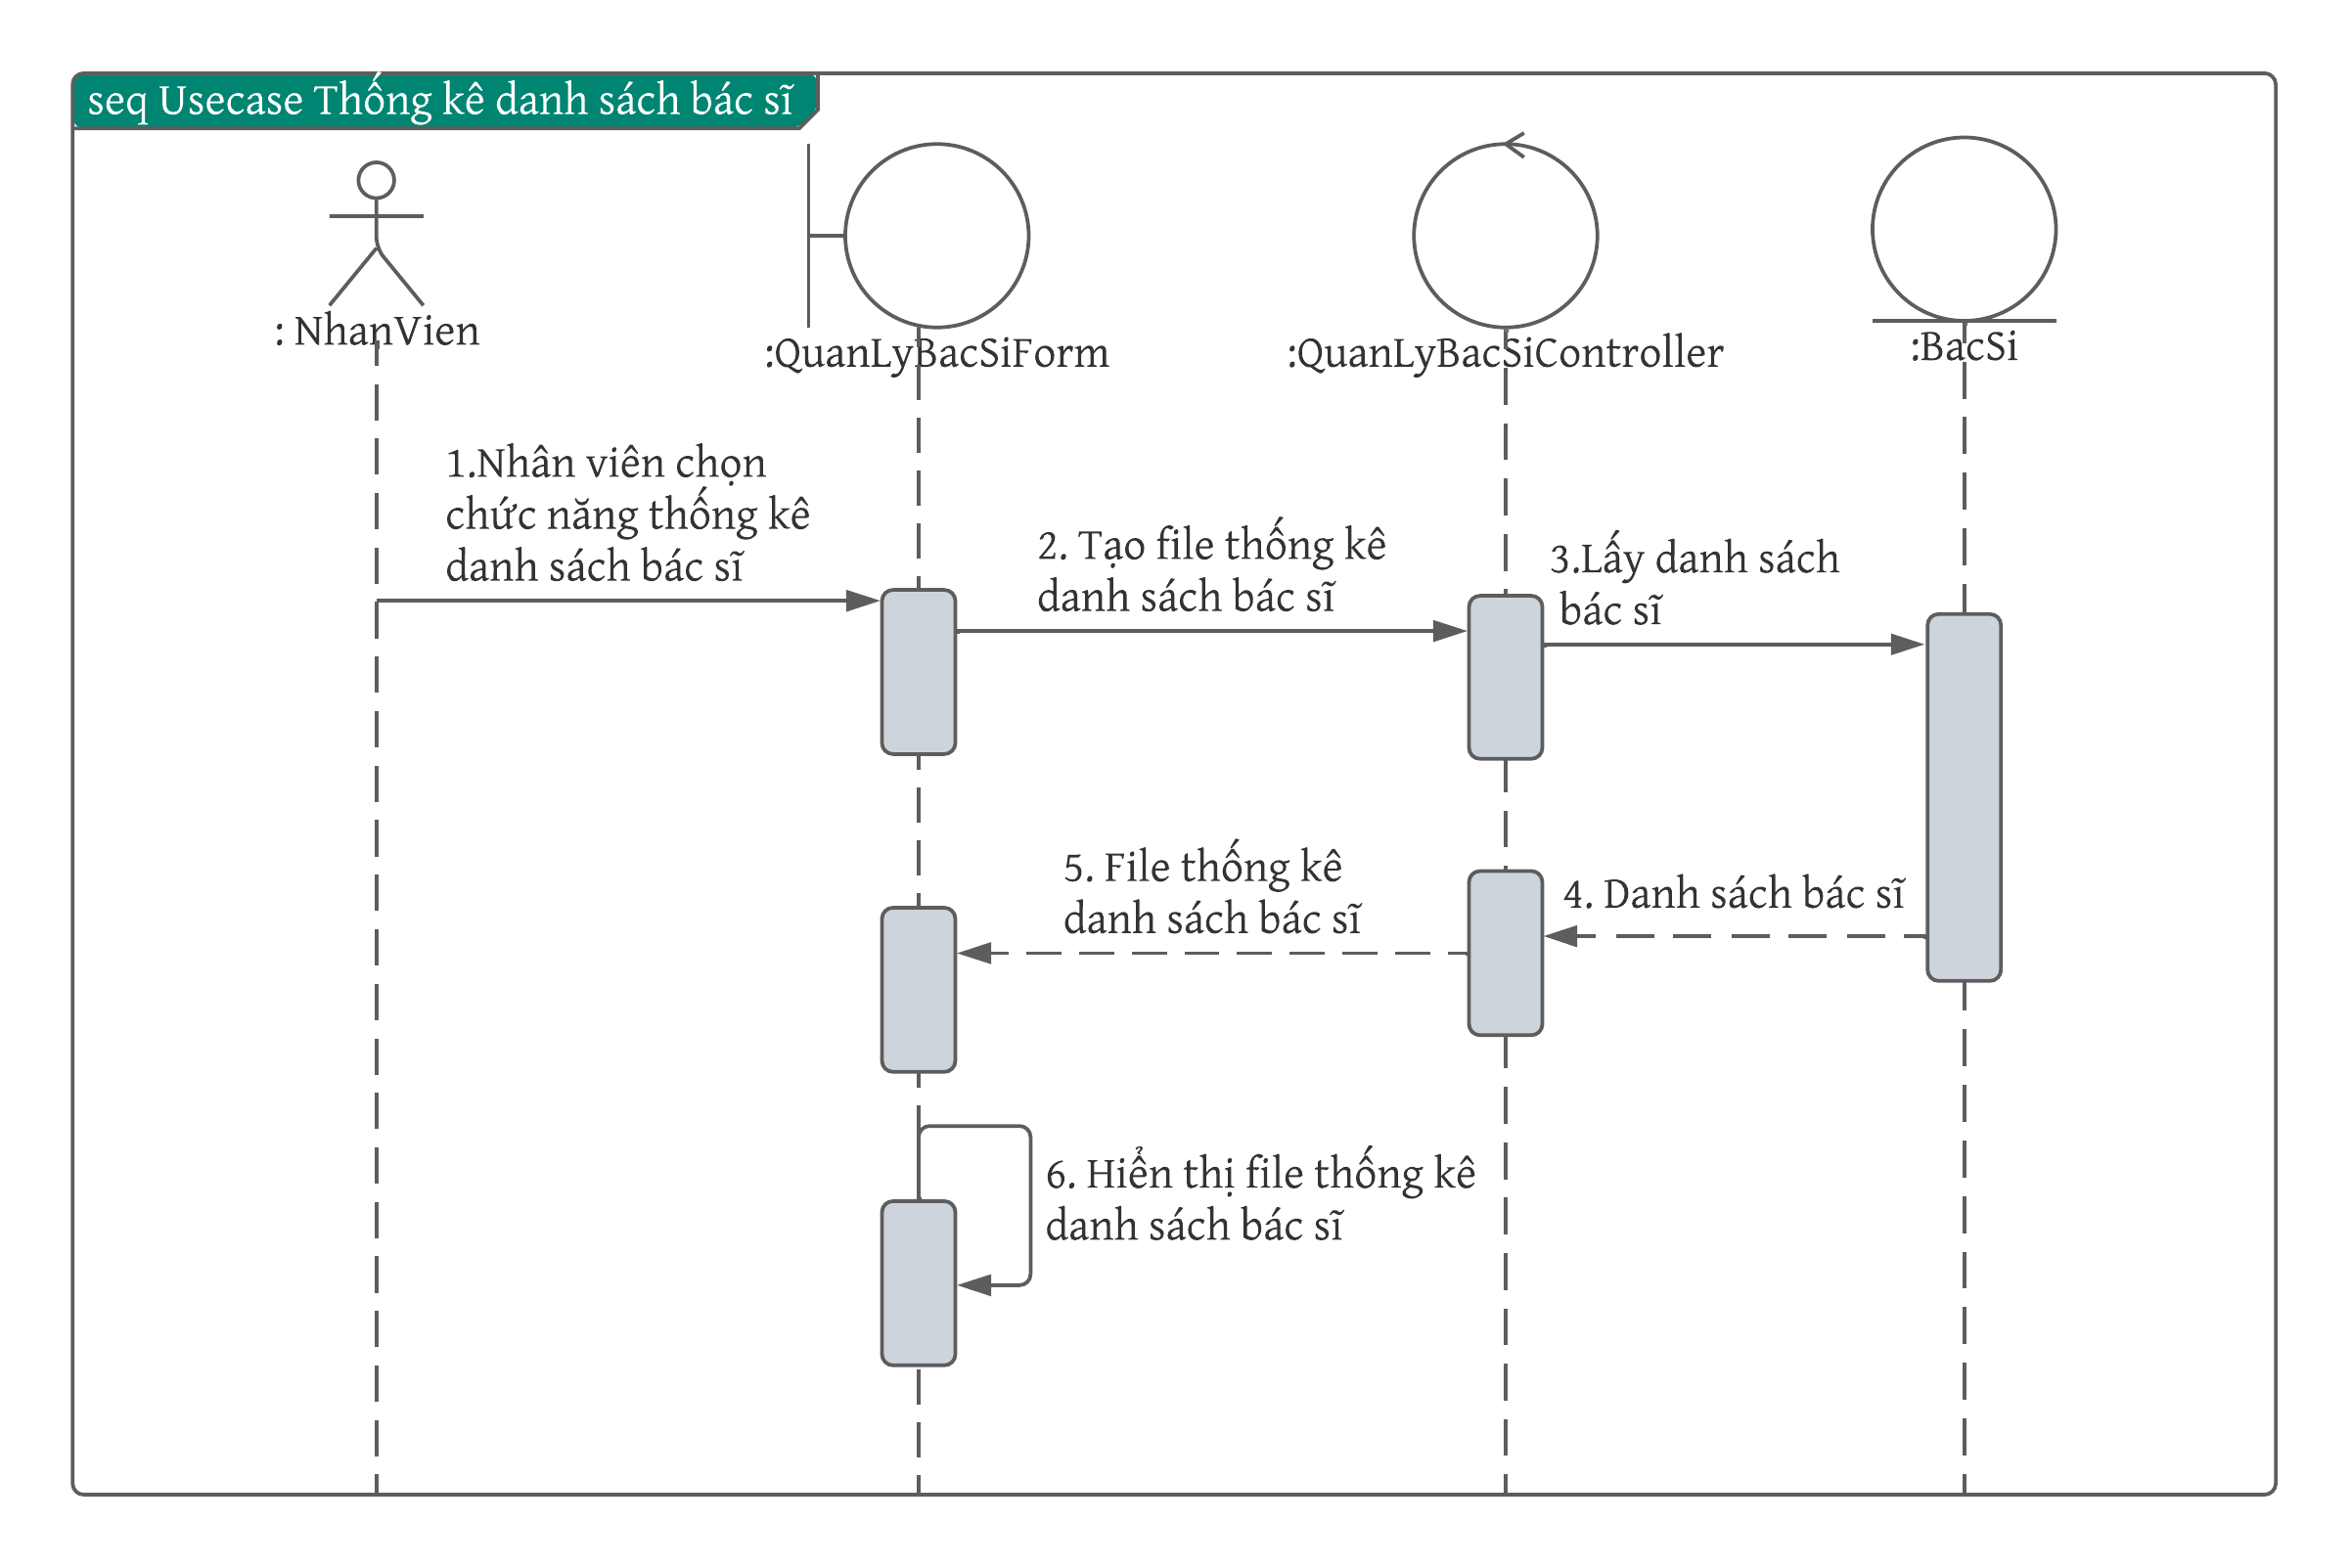 seq Usecase Thống kê danh sách bác sĩ
: NhanVien
:QuanLyBacSiForm
:QuanLyBacSiController
:BacSi
1.Nhân viên chọn
chức năng thống kê
danh sách bác sĩ
2. Tạo file thống kê
danh sách bác sĩ
3.Lấy danh sách
bác sĩ
4. Danh sách bác sĩ
5. File thống kê
danh sách bác sĩ
6. Hiển thị file thống kê
danh sách bác sĩ